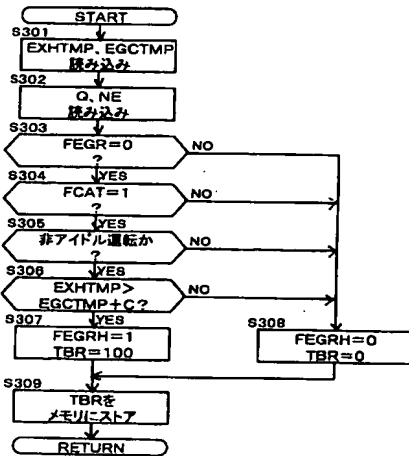 START
S301
EXHTMP、EGCTMP
読み込み
S302
Q、NE
読み込み
S303
FEGR=0
?
NO
YES
S304
FCAT=1
?
NO
YES
S305
非アイドル運転か
?
NO
YES
S306
EXHTMP>
EGCTMP+C?
NO
YES
S307
FEGRH=1
TBR=100
S308
FEGRH=0
TBR=0
S309
TBRを
メモリにストア
RETURN